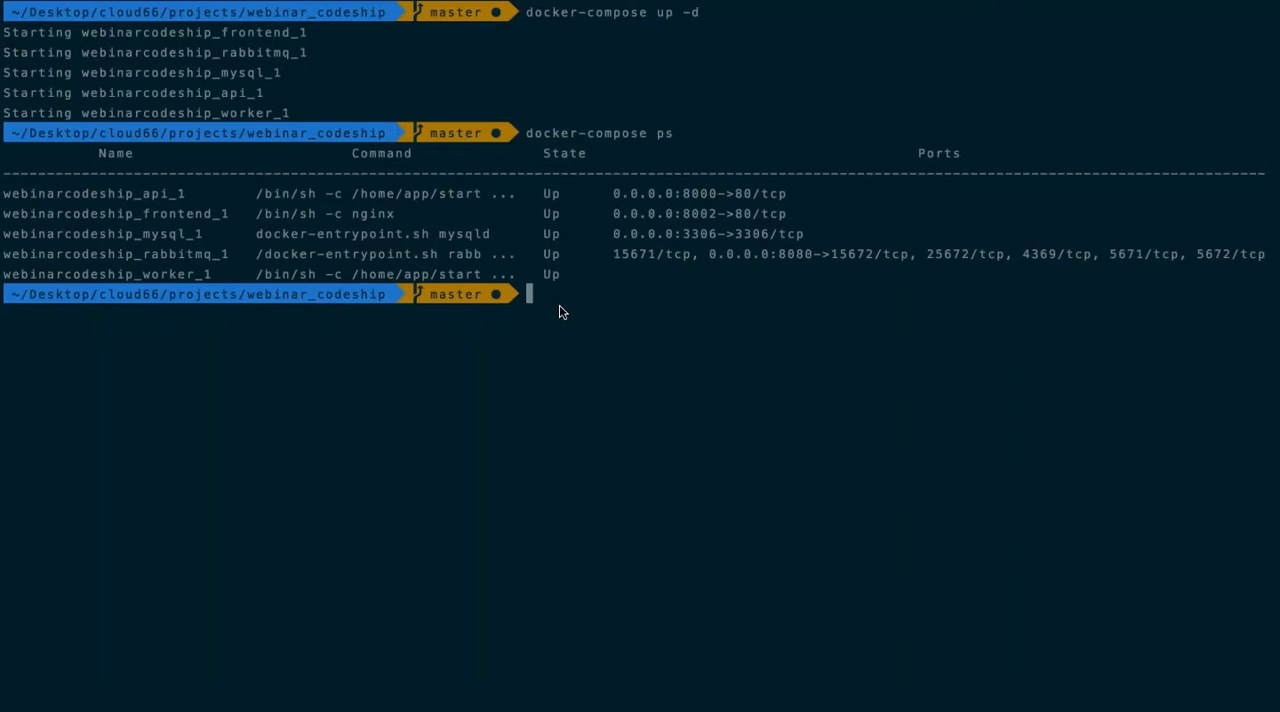 ~/Desktop/cloud66/projects/webinar_codeship master ● docker-compose up -d
Starting webinarcodeship_frontend_1
Starting webinarcodeship_rabbitmq_1
Starting webinarcodeship_mysql_1
Starting webinarcodeship_api_1
Starting webinarcodeship_worker_1
~/Desktop/cloud66/projects/webinar_codeship master ● docker-compose ps
Name Command State Ports
--------------------------------------------------------------------------------------------------------------------------------------------------
webinarcodeship_api_1 /bin/sh -c /home/app/start ... Up 0.0.0.0:8000->80/tcp
webinarcodeship_frontend_1 /bin/sh -c nginx Up 0.0.0.0:8002->80/tcp
webinarcodeship_mysql_1 docker-entrypoint.sh mysqld Up 0.0.0.0:3306->3306/tcp
webinarcodeship_rabbitmq_1 /docker-entrypoint.sh rabb ... Up 15671/tcp, 0.0.0.0:8080->15672/tcp, 25672/tcp, 4369/tcp, 5671/tcp, 5672/tcp
webinarcodeship_worker_1 /bin/sh -c /home/app/start ... Up
~/Desktop/cloud66/projects/webinar_codeship master ●